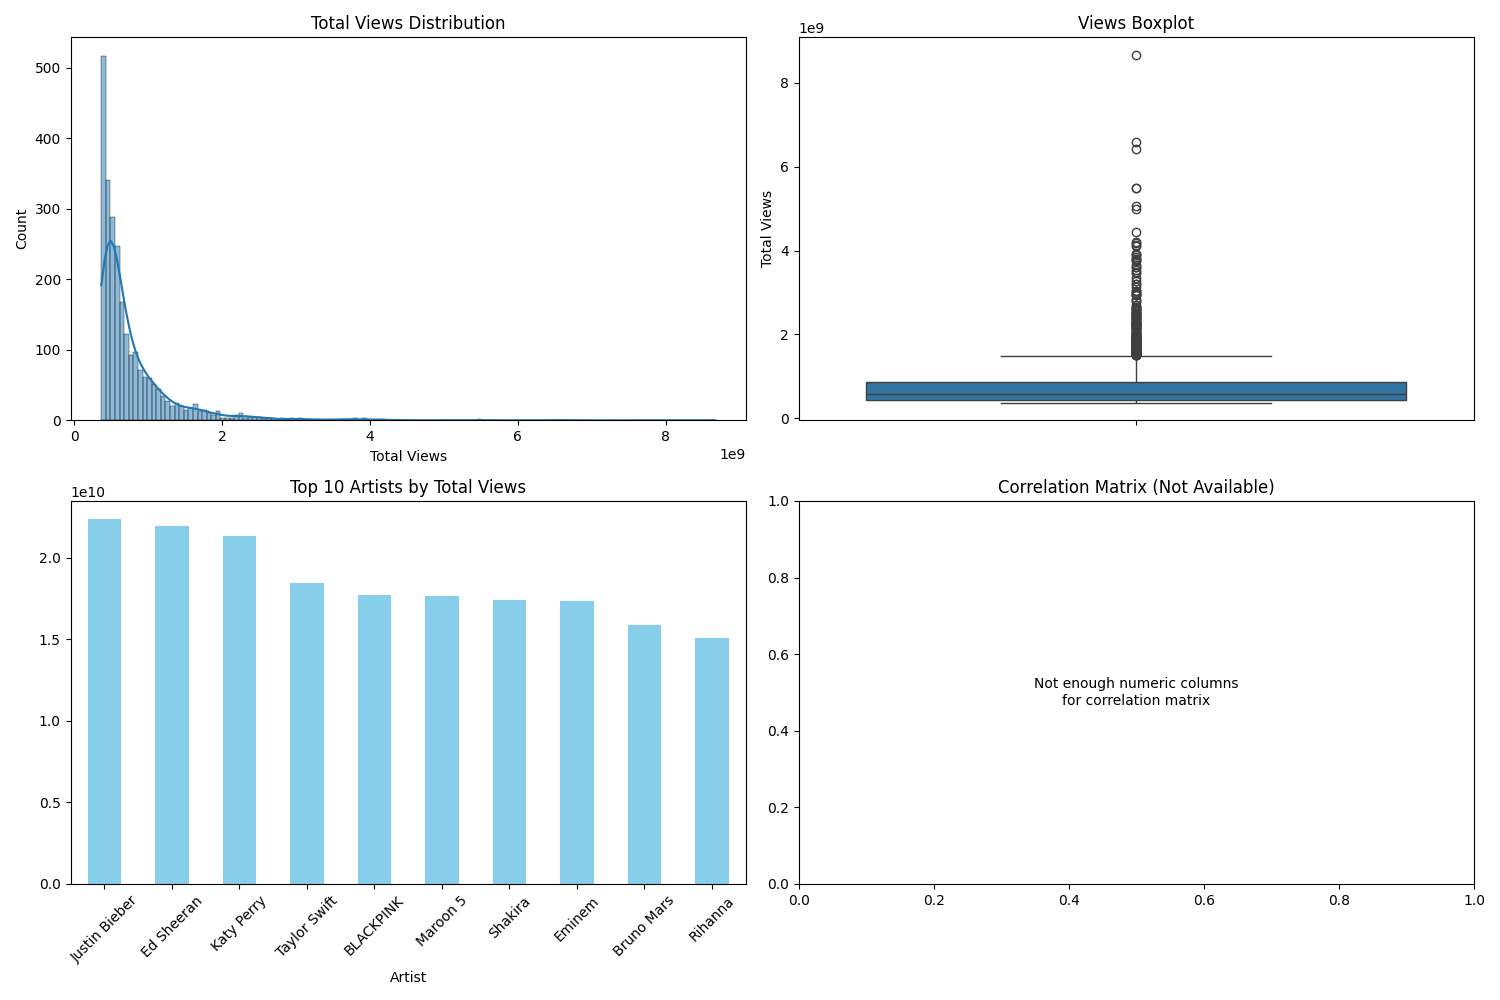 Total Views Distribution
Count
500
400
300
200
100
0
0 2 4 6 8
1e9
Total Views
Views Boxplot
1e9
Total Views
8
6
4
2
0
Top 10 Artists by Total Views
1e10
2.0
1.5
1.0
0.5
0.0
Justin Bieber Ed Sheeran Katy Perry Taylor Swift BLACKPINK Maroon 5 Shakira Eminem Bruno Mars Rihanna
Artist
Correlation Matrix (Not Available)
1.0
0.8
0.6
0.4
0.2
0.0
Not enough numeric columns
for correlation matrix
0.0 0.2 0.4 0.6 0.8 1.0